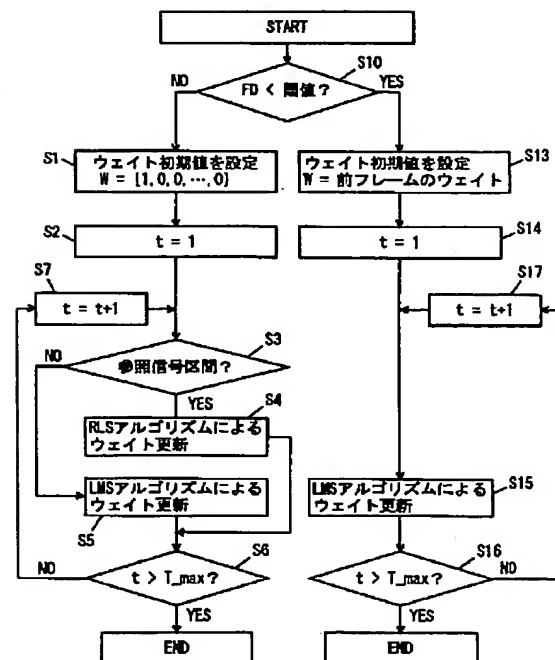 START
S10
FD < 閾値?
NO
YES
S1
ウェイト初期値を設定
W = {1,0,0,…,0}
S13
ウェイト初期値を設定
W = 前フレームのウェイト
S2
t = 1
S14
t = 1
S7
t = t+1
S17
t = t+1
S3
参照信号区間?
NO
YES
S4
RLSアルゴリズムによる
ウェイト更新
LMSアルゴリズムによる
ウェイト更新
S5
LMSアルゴリズムによる
ウェイト更新
S15
S6
t > T_max?
NO
YES
S16
t > T_max?
NO
YES
END
END